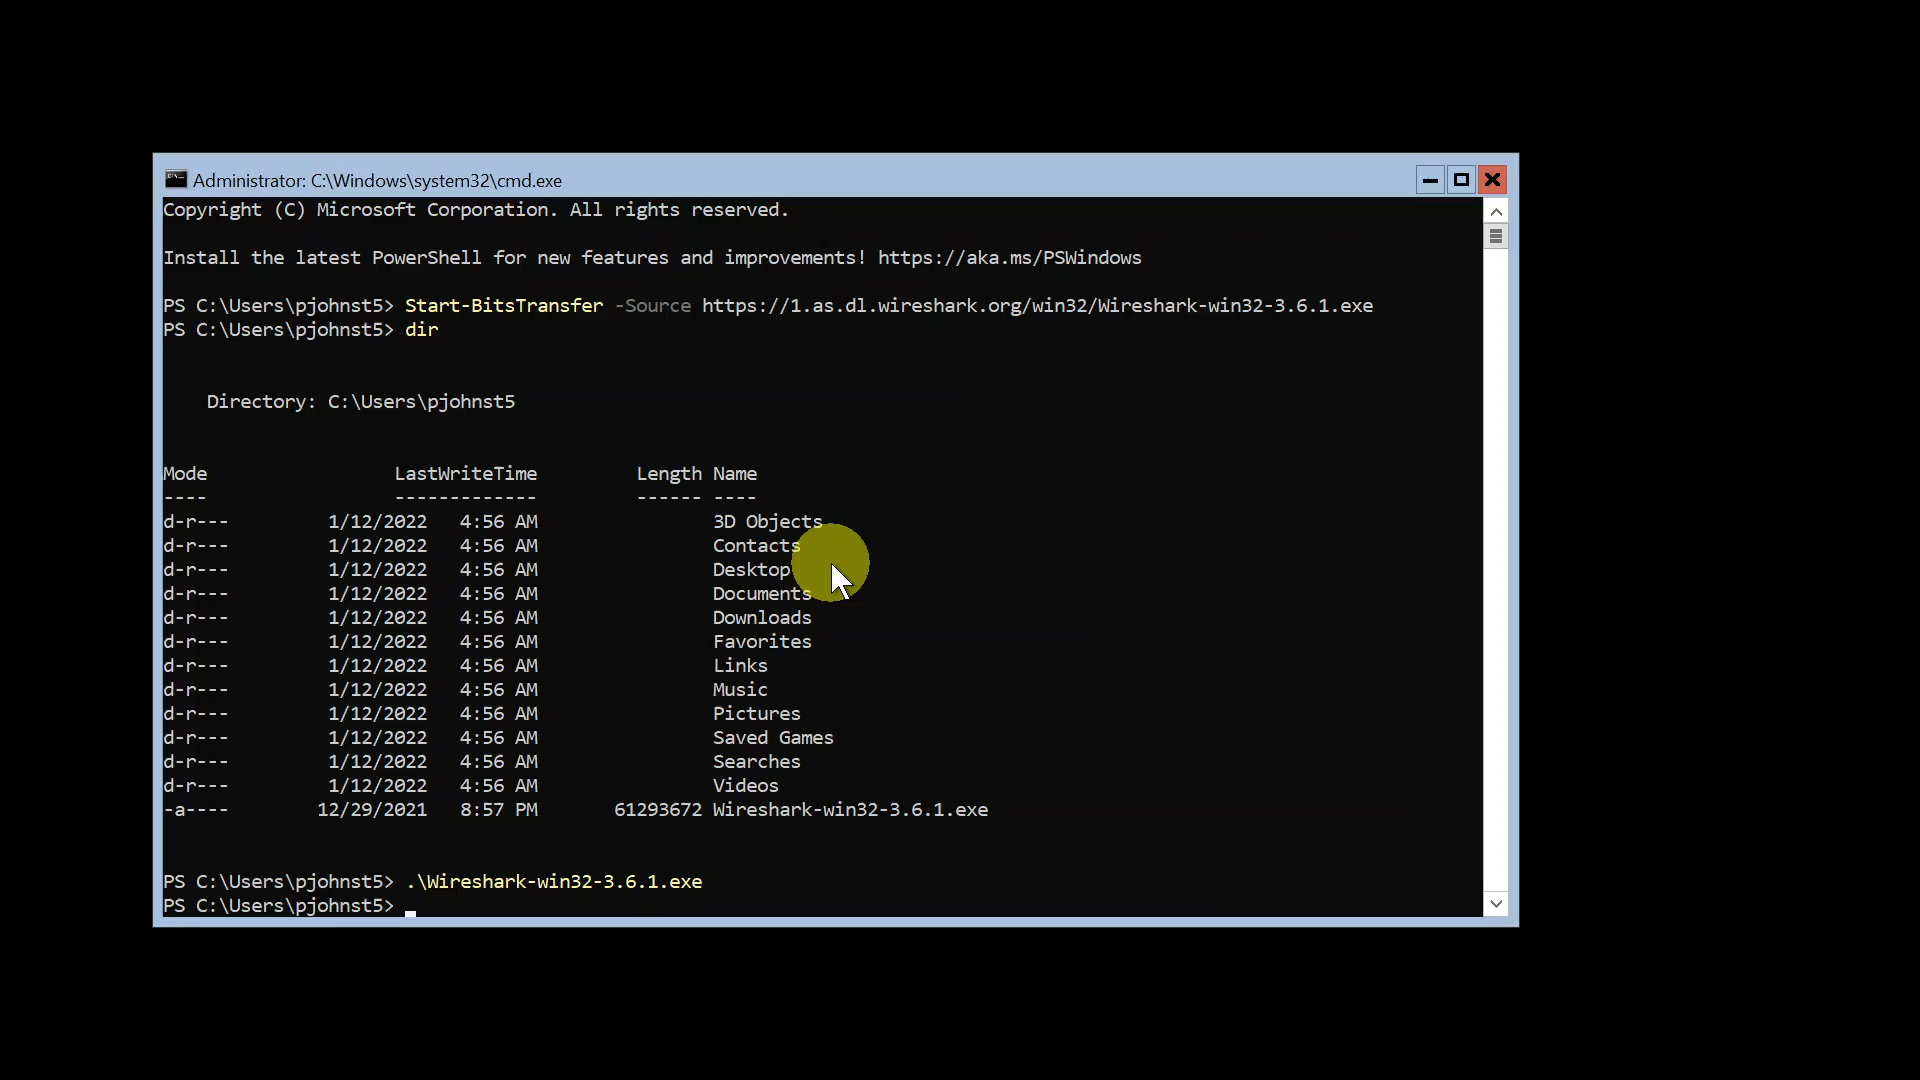 Administrator: C:\Windows\system32\cmd.exe
Copyright (C) Microsoft Corporation. All rights reserved.
Install the latest PowerShell for new features and improvements! https://aka.ms/PSWindows
PS C:\Users\pjohnst5> Start-BitsTransfer -Source https://1.as.dl.wireshark.org/win32/Wireshark-win32-3.6.1.exe
PS C:\Users\pjohnst5> dir
Directory: C:\Users\pjohnst5
Mode LastWriteTime Length Name
---- ------------- ------ ----
d-r--- 1/12/2022 4:56 AM 3D Objects
d-r--- 1/12/2022 4:56 AM Contacts
d-r--- 1/12/2022 4:56 AM Desktop
d-r--- 1/12/2022 4:56 AM Documents
d-r--- 1/12/2022 4:56 AM Downloads
d-r--- 1/12/2022 4:56 AM Favorites
d-r--- 1/12/2022 4:56 AM Links
d-r--- 1/12/2022 4:56 AM Music
d-r--- 1/12/2022 4:56 AM Pictures
d-r--- 1/12/2022 4:56 AM Saved Games
d-r--- 1/12/2022 4:56 AM Searches
d-r--- 1/12/2022 4:56 AM Videos
-a---- 12/29/2021 8:57 PM 61293672 Wireshark-win32-3.6.1.exe
PS C:\Users\pjohnst5> .\Wireshark-win32-3.6.1.exe
PS C:\Users\pjohnst5>